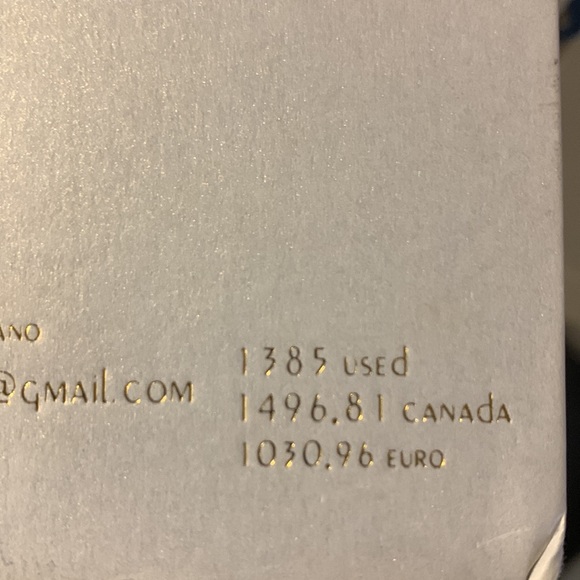 ANO
@GMAIL.COM
1385 USED
1496.81 CANADA
1030.96 EURO